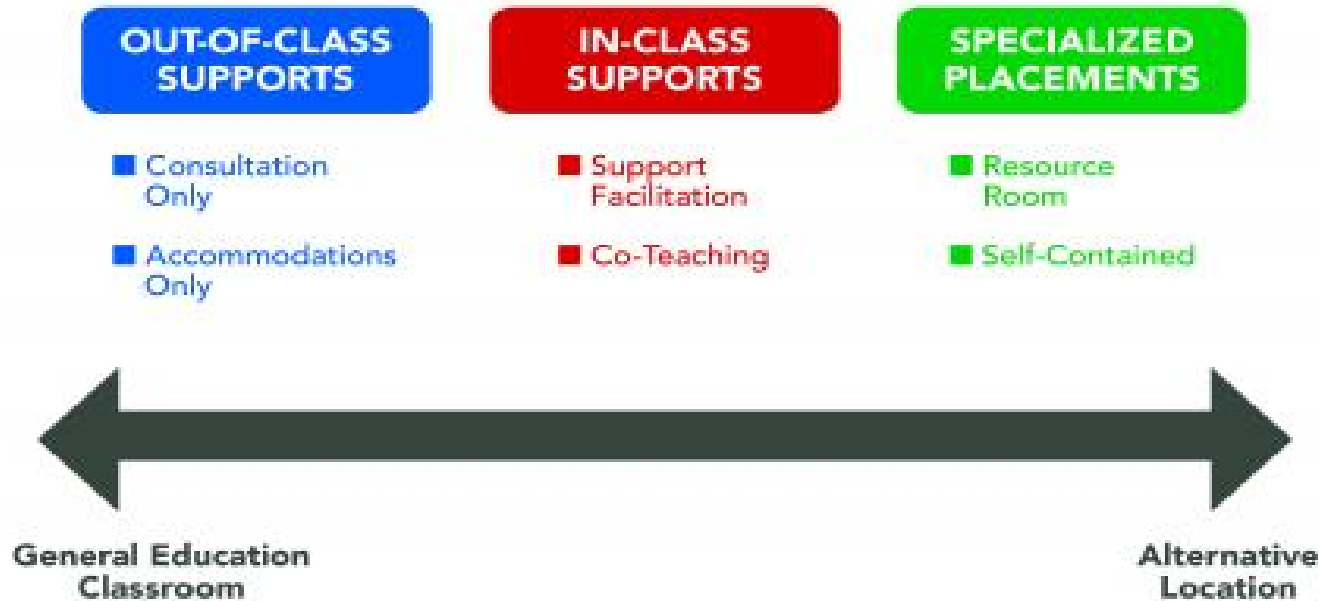 OUT-OF-CLASS
SUPPORTS
IN-CLASS
SUPPORTS
SPECIALIZED
PLACEMENTS
Consultation
Only
Accommodations
Only
Support
Facilitation
Co-Teaching
Resource
Room
Self-Contained
General Education
Classroom
Alternative
Location